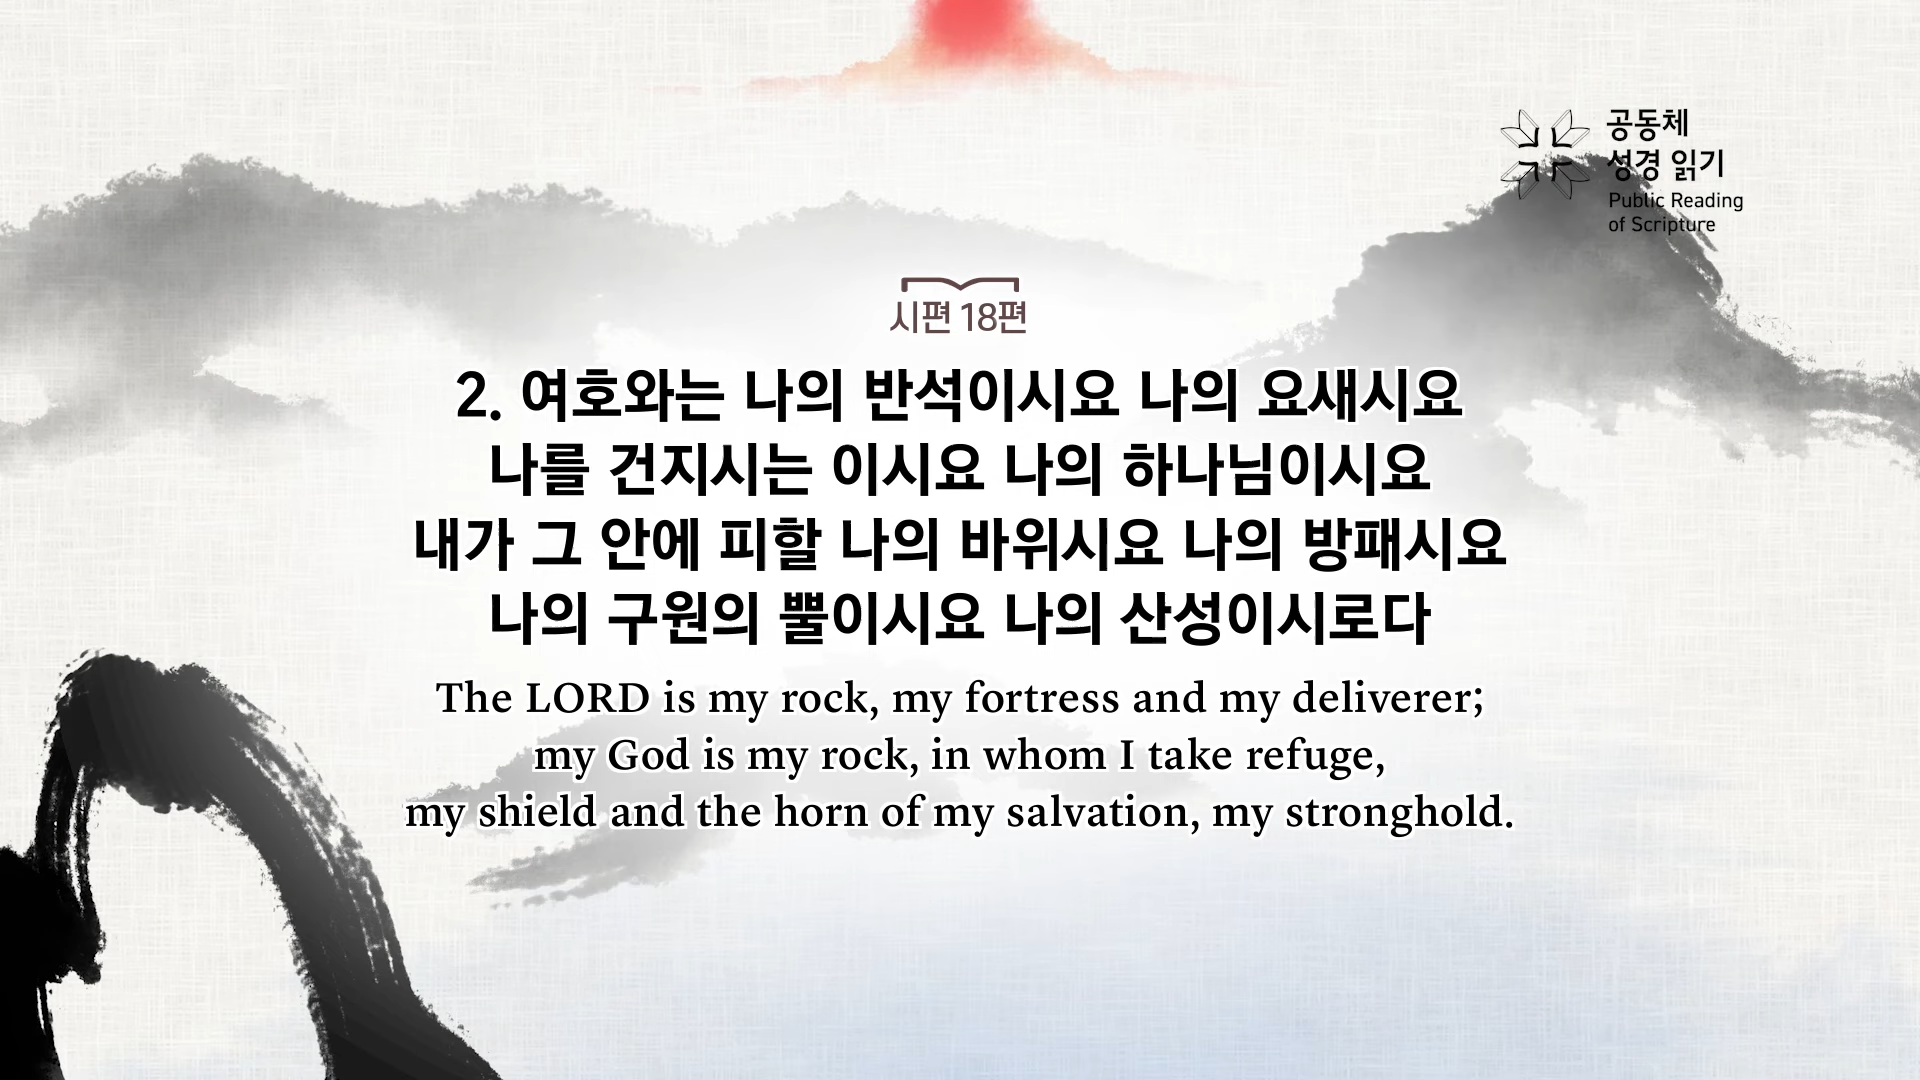 공동체
성경 읽기
Public Reading
of Scripture
시편 18편
2. 여호와는 나의 반석이시요 나의 요새시요
나를 건지시는 이시요 나의 하나님이시요
내가 그 안에 피할 나의 바위시요 나의 방패시요
나의 구원의 뿔이시요 나의 산성이시로다
The LORD is my rock, my fortress and my deliverer;
my God is my rock, in whom I take refuge,
my shield and the horn of my salvation, my stronghold.